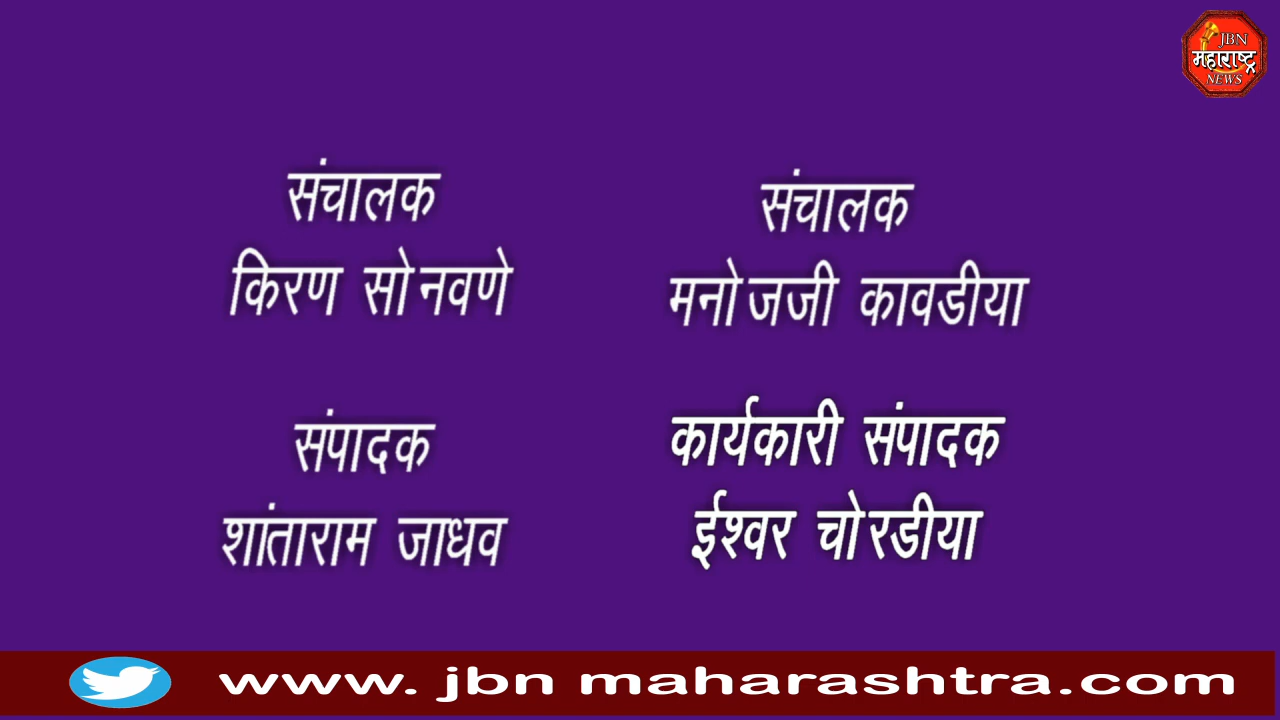 JBN
महाराष्ट्र
NEWS
संचालक
किरण सोनवणे
संचालक
मनोजजी कावडीया
संपादक
शांताराम जाधव
कार्यकारी संपादक
ईश्वर चोरडीया
www. jbn maharashtra.com